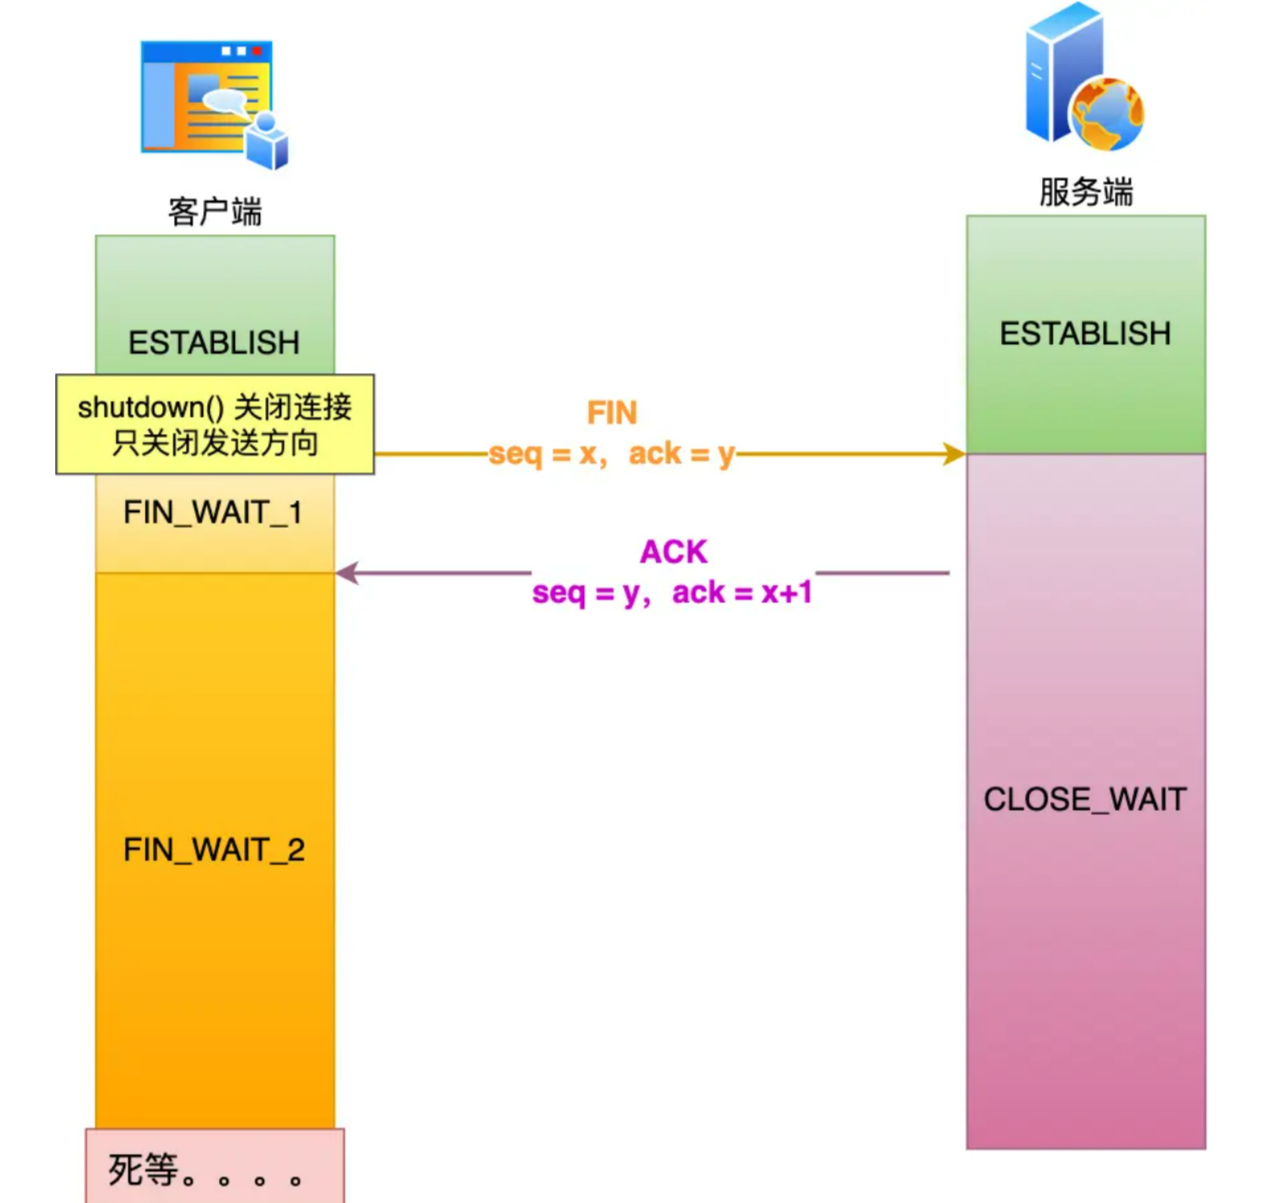 客户端
服务端
ESTABLISH
ESTABLISH
shutdown() 关闭连接
只关闭发送方向
FIN
seq = x, ack = y
FIN_WAIT_1
ACK
seq = y, ack = x+1
CLOSE_WAIT
FIN_WAIT_2
死等。。。。